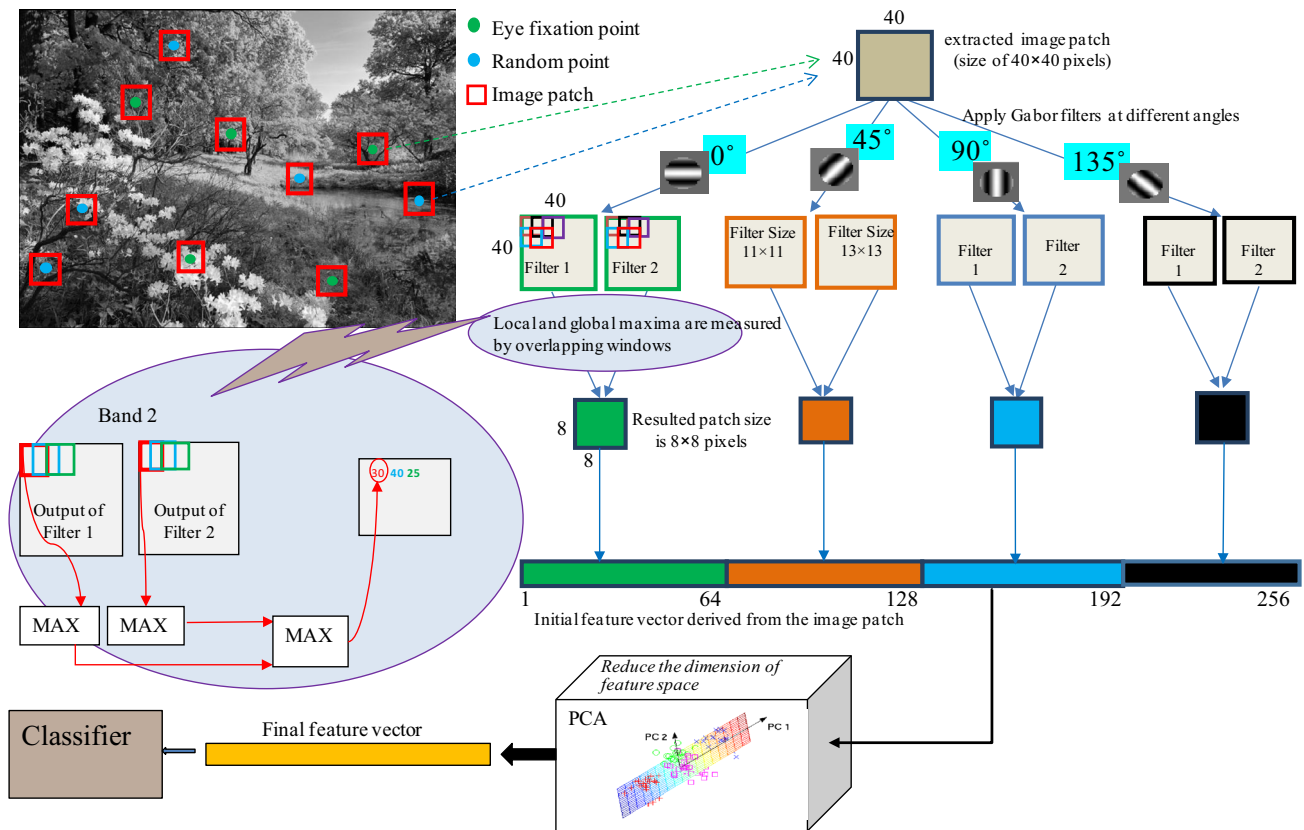 Eye fixation point
Random point
Image patch
40
40
extracted image patch
(size of 40×40 pixels)
Apply Gabor filters at different angles
0°
45°
90°
135°
40
40
Filter 1
Filter 2
Filter Size
11×11
Filter Size
13×13
Filter
1
Filter
2
Filter
1
Filter
2
Local and global maxima are measured
by overlapping windows
8
8
Resulted patch size
is 8×8 pixels
Band 2
Output of
Filter 1
Output of
Filter 2
30 40 25
MAX
MAX
MAX
1
64
128
192
256
Initial feature vector derived from the image patch
Reduce the dimension of
feature space
PCA
PC 1
PC 2
Final feature vector
Classifier